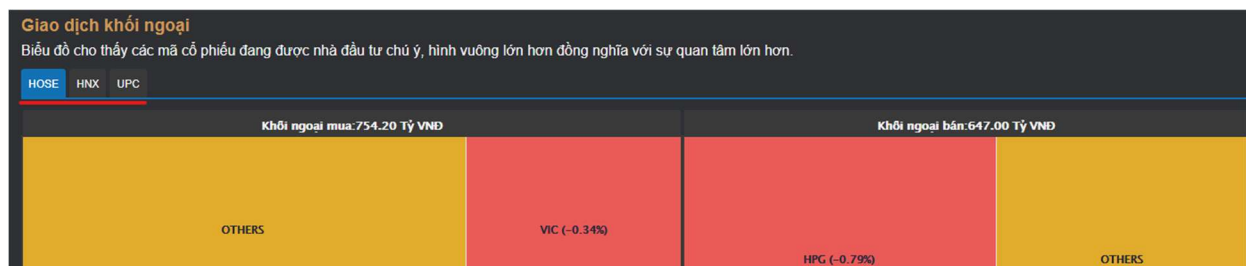 Giao dịch khối ngoại
Biểu đồ cho thấy các mã cổ phiếu đang được nhà đầu tư chú ý, hình vuông lớn hơn đồng nghĩa với sự quan tâm lớn hơn.
HOSE HNX UPC
Khối ngoại mua:754.20 Tỷ VNĐ
Khối ngoại bán:647.00 Tỷ VNĐ
OTHERS
VIC (-0.34%)
HPG (-0.79%)
OTHERS